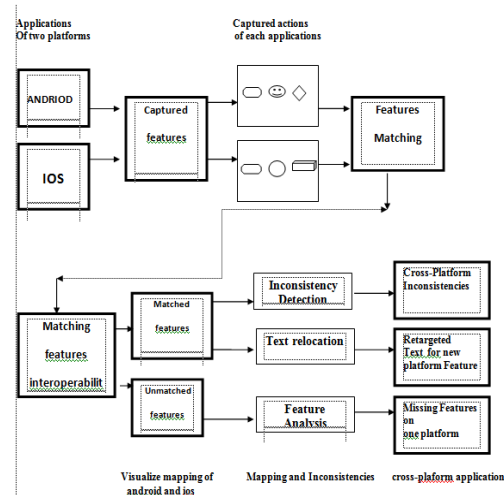 Applications
Of two platforms
Captured actions
of each applications
ANDRIOD
IOS
Captured
features
Features
Matching
Matching
features
interoperabilit
Matched
features
Unmatched
features
Inconsistency
Detection
Text relocation
Feature
Analysis
Cross-Platform
Inconsistencies
Retargeted
Text for new
platform Feature
Missing Features
on
one platform
Visualize mapping of
android and ios
Mapping and Inconsistencies
cross-plaform application